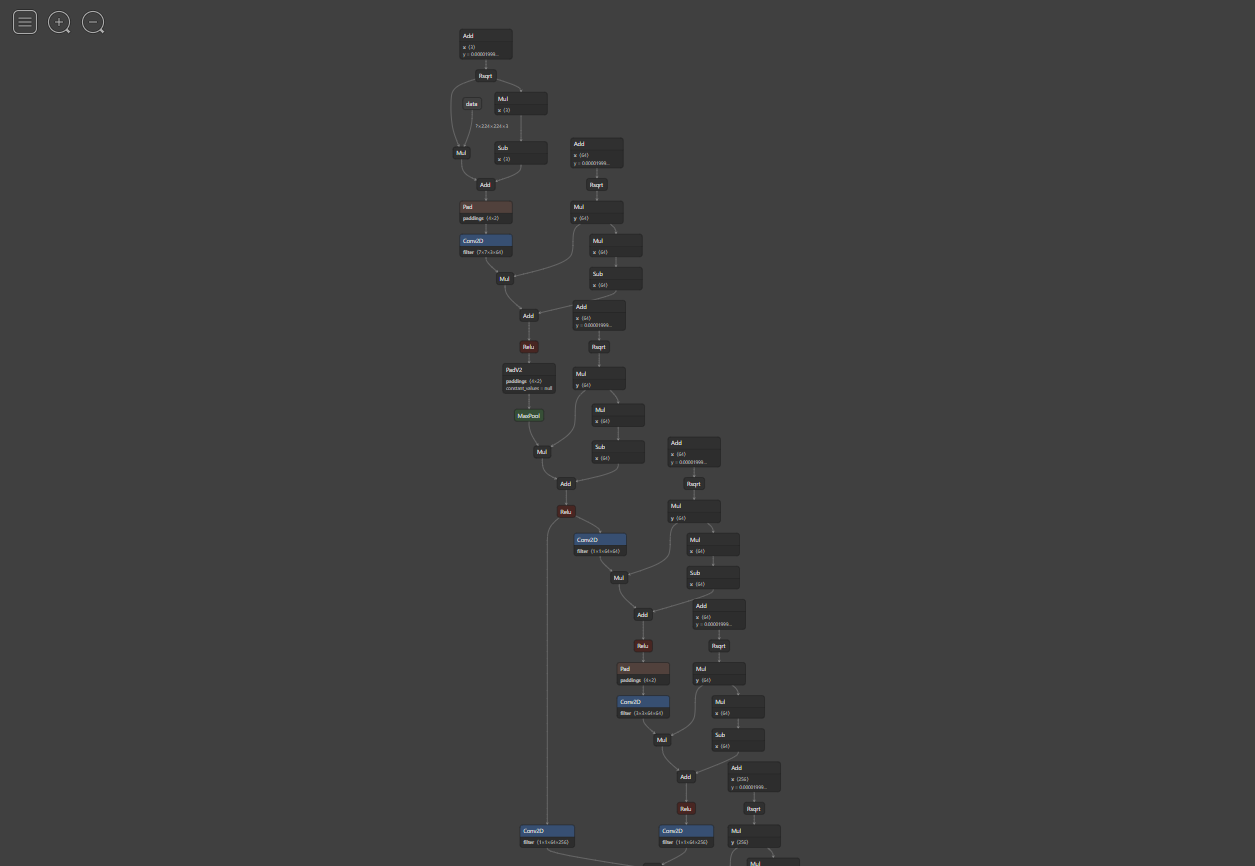 Add
x ⟨3⟩
y = 0.00001999...
Rsqrt
data
Mul
x ⟨3⟩
?×224×224×3
Mul
Sub
x ⟨3⟩
Add
x ⟨64⟩
y = 0.00001999...
Add
Rsqrt
Pad
paddings ⟨4×2⟩
Mul
y ⟨64⟩
Conv2D
filter ⟨7×7×3×64⟩
Mul
x ⟨64⟩
Mul
Sub
x ⟨64⟩
Add
Add
x ⟨64⟩
y = 0.00001999...
Relu
Rsqrt
PadV2
paddings ⟨4×2⟩
constant_values = null
Mul
y ⟨64⟩
MaxPool
Mul
x ⟨64⟩
Mul
Sub
x ⟨64⟩
Add
x ⟨64⟩
y = 0.00001999...
Add
Rsqrt
Relu
Mul
y ⟨64⟩
Conv2D
filter ⟨1×1×64×64⟩
Mul
x ⟨64⟩
Mul
Sub
x ⟨64⟩
Add
Add
x ⟨64⟩
y = 0.00001999...
Relu
Rsqrt
Pad
paddings ⟨4×2⟩
Mul
y ⟨64⟩
Conv2D
filter ⟨3×3×64×64⟩
Mul
x ⟨64⟩
Mul
Sub
x ⟨64⟩
Add
Add
x ⟨256⟩
y = 0.00001999...
Relu
Rsqrt
Conv2D
filter ⟨1×1×64×256⟩
Conv2D
filter ⟨1×1×64×256⟩
Mul
y ⟨256⟩
Mul